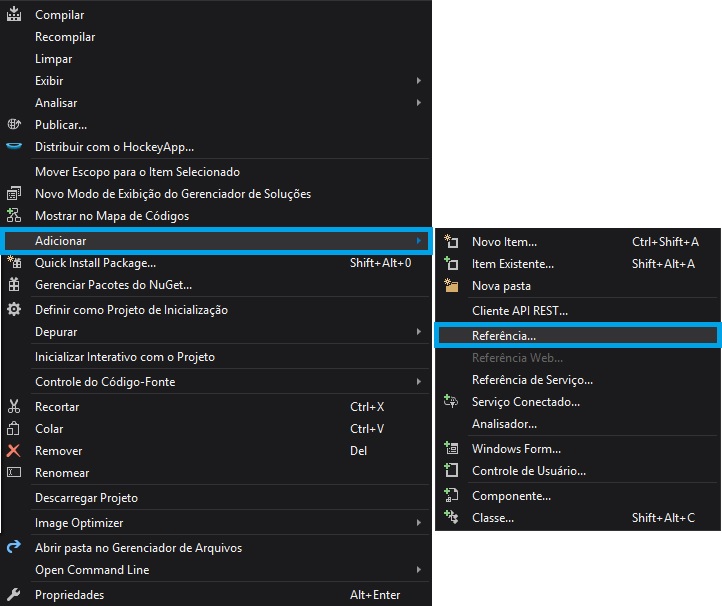 Compilar
Recompilar
Limpar
Exibir
Analisar
Publicar...
Distribuir com o HockeyApp...
Mover Escopo para o Item Selecionado
Novo Modo de Exibição do Gerenciador de Soluções
Mostrar no Mapa de Códigos
Adicionar
Quick Install Package... Shift+Alt+0
Gerenciar Pacotes do NuGet...
Definir como Projeto de Inicialização
Depurar
Inicializar Interativo com o Projeto
Controle do Código-Fonte
Recortar Ctrl+X
Colar Ctrl+V
Remover Del
Renomear
Descarregar Projeto
Image Optimizer
Abrir pasta no Gerenciador de Arquivos
Open Command Line
Propriedades Alt+Enter
Novo Item... Ctrl+Shift+A
Item Existente... Shift+Alt+A
Nova pasta
Cliente API REST...
Referência...
Referência Web...
Referência de Serviço...
Serviço Conectado...
Analisador...
Windows Form...
Controle de Usuário...
Componente...
Classe... Shift+Alt+C